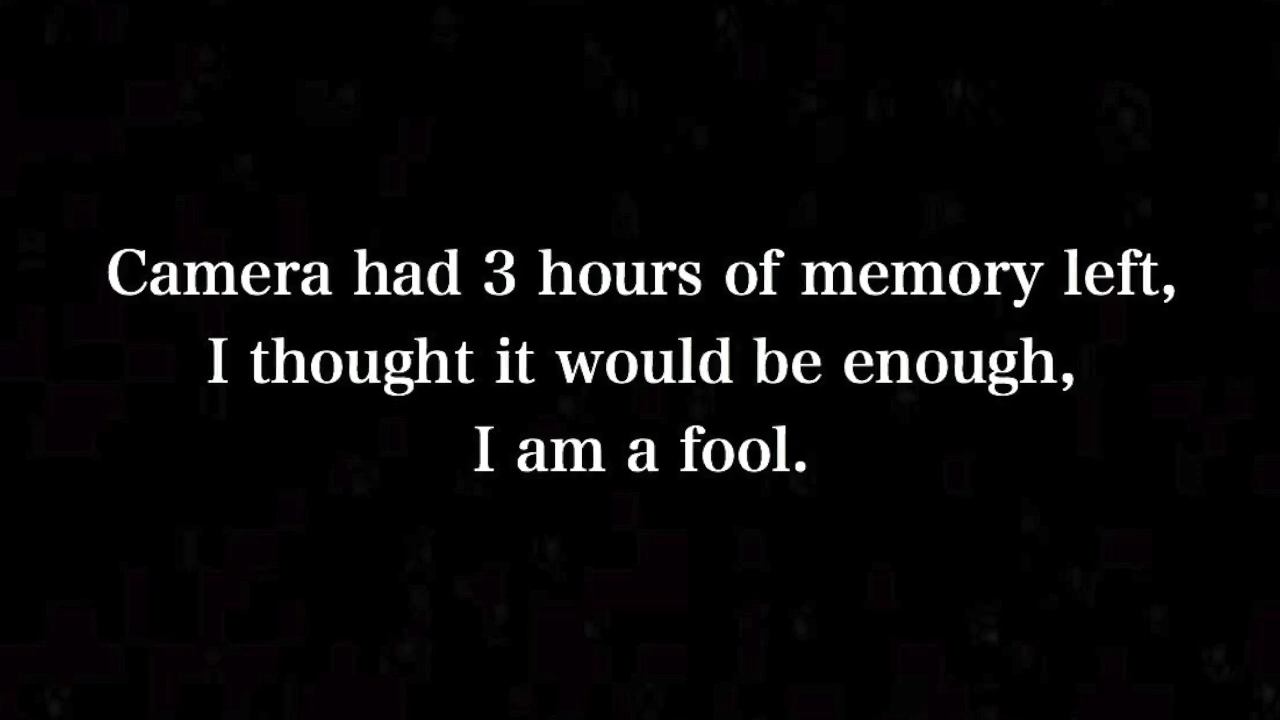 Camera had 3 hours of memory left,
I thought it would be enough,
I am a fool.